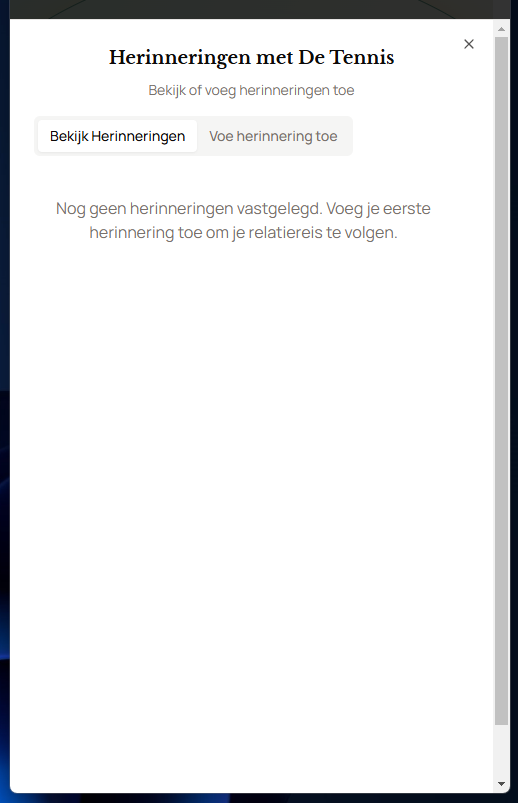 Herinneringen met De Tennis
Bekijk of voeg herinneringen toe
Bekijk Herinneringen Voe herinnering toe
Nog geen herinneringen vastgelegd. Voeg je eerste
herinnering toe om je relatiereis te volgen.